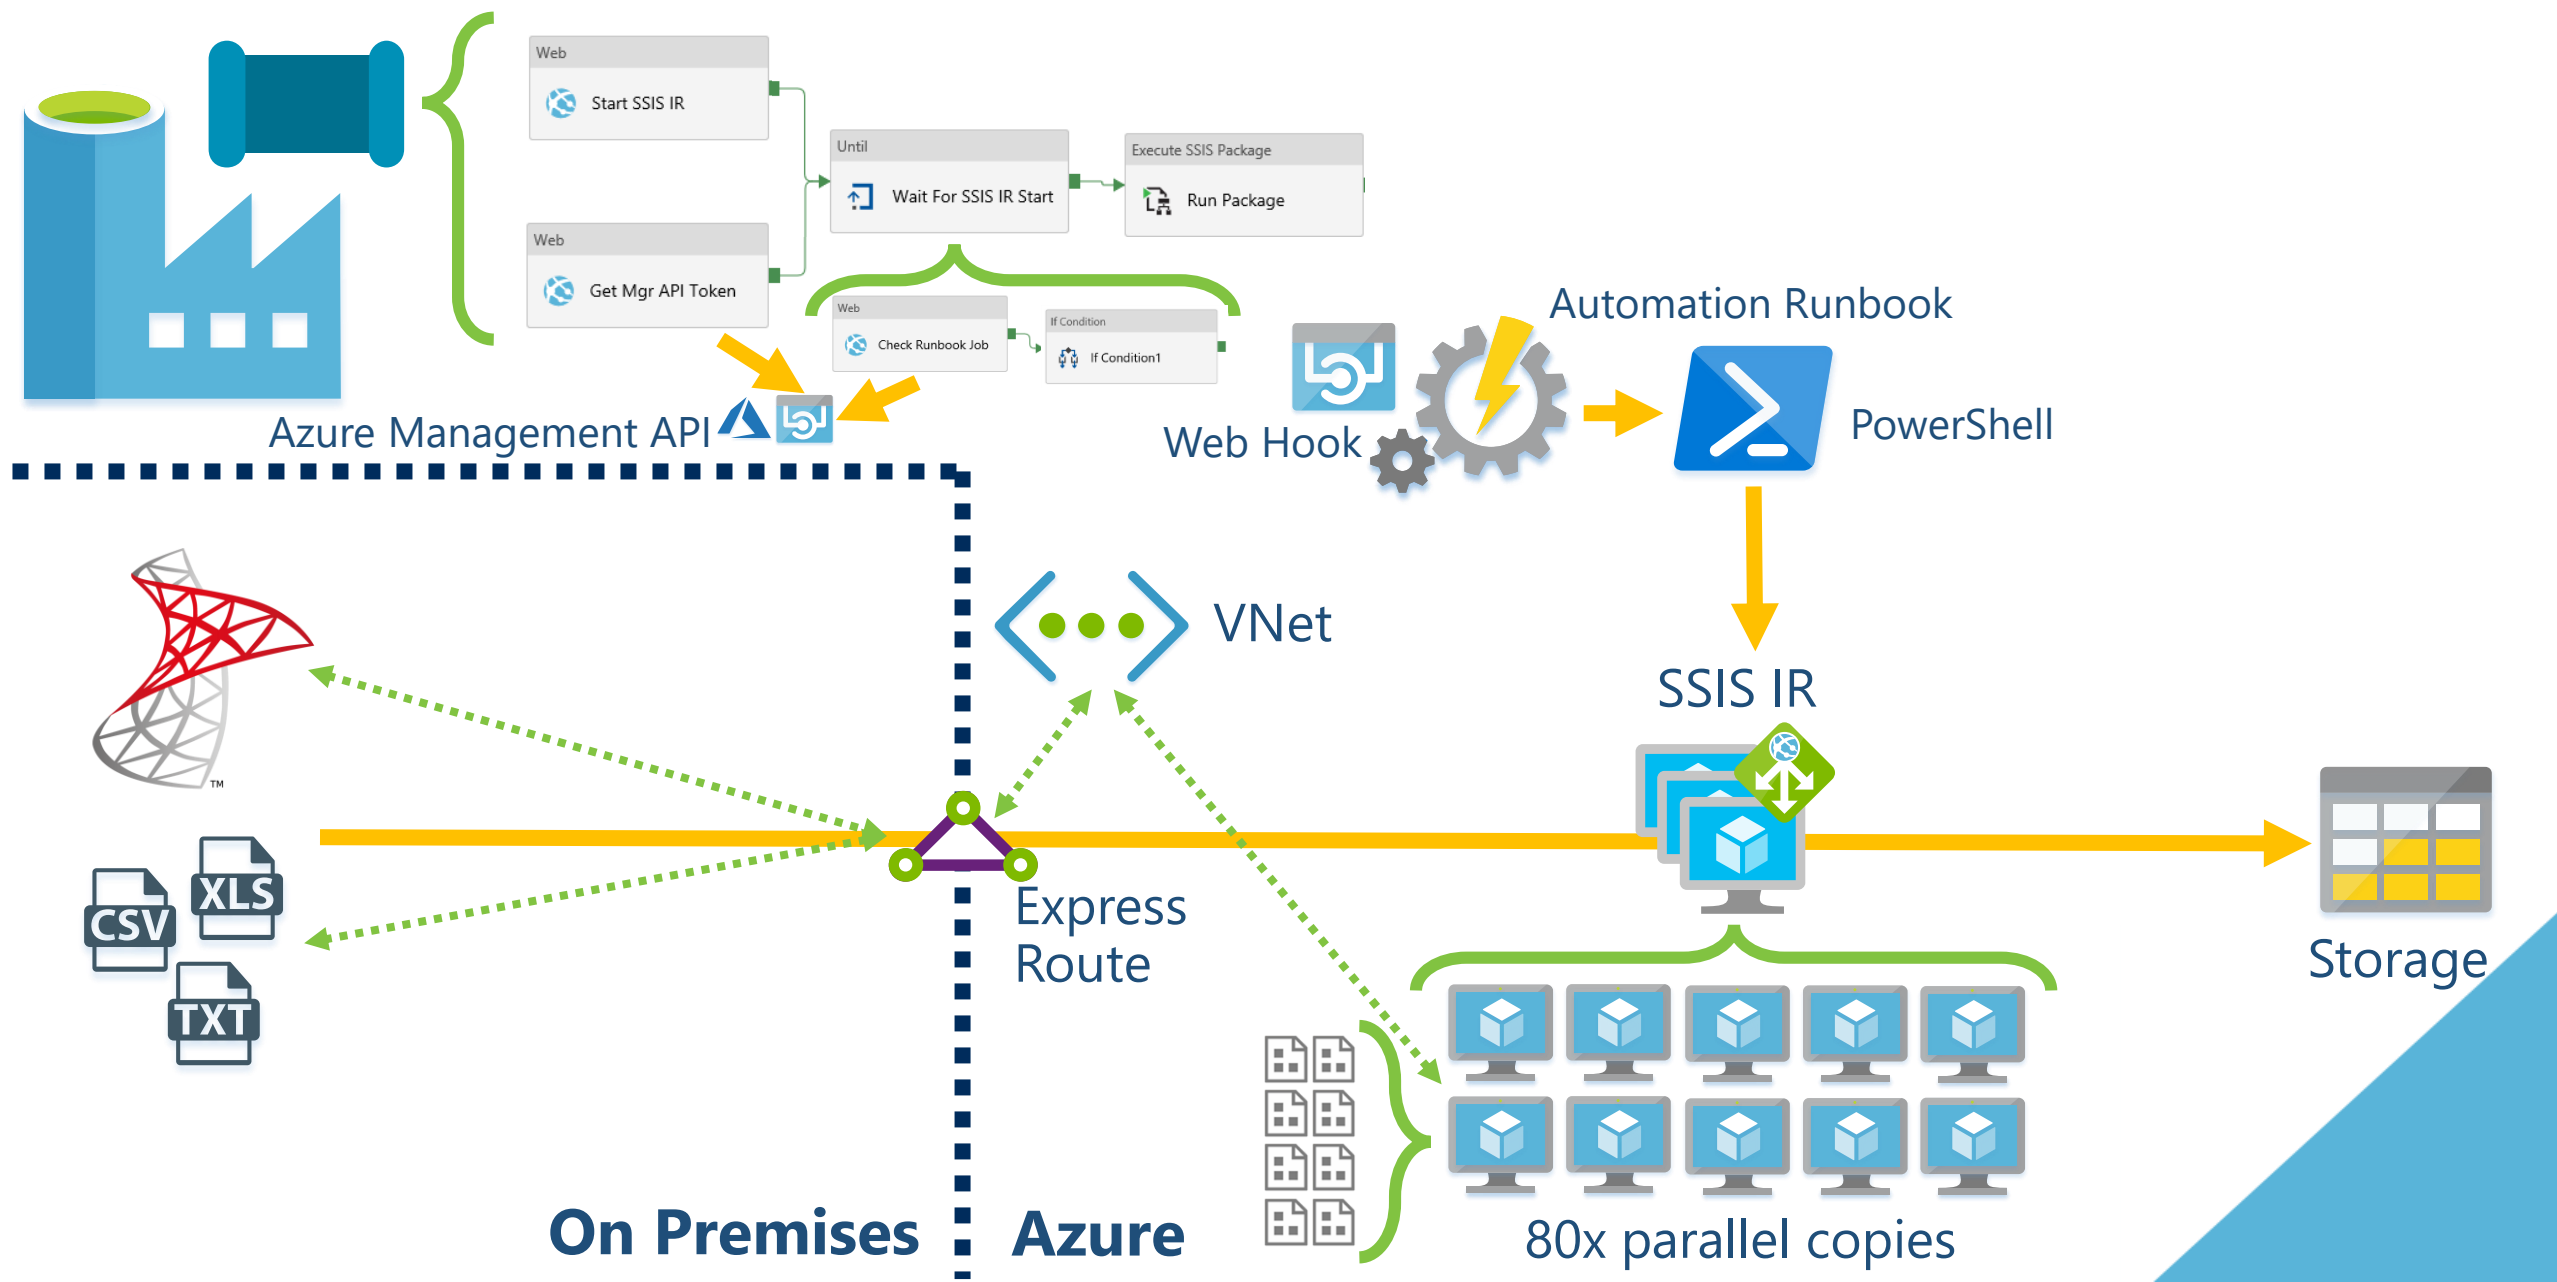 Web
Start SSIS IR
Until
Wait For SSIS IR Start
Execute SSIS Package
Run Package
Web
Get Mgr API Token
Web
Check Runbook Job
If Condition
If Condition1
Automation Runbook
Azure Management API
Web Hook
PowerShell
VNet
SSIS IR
TM
XLS
CSV
TXT
Express
Route
Storage
On Premises
Azure
80x parallel copies